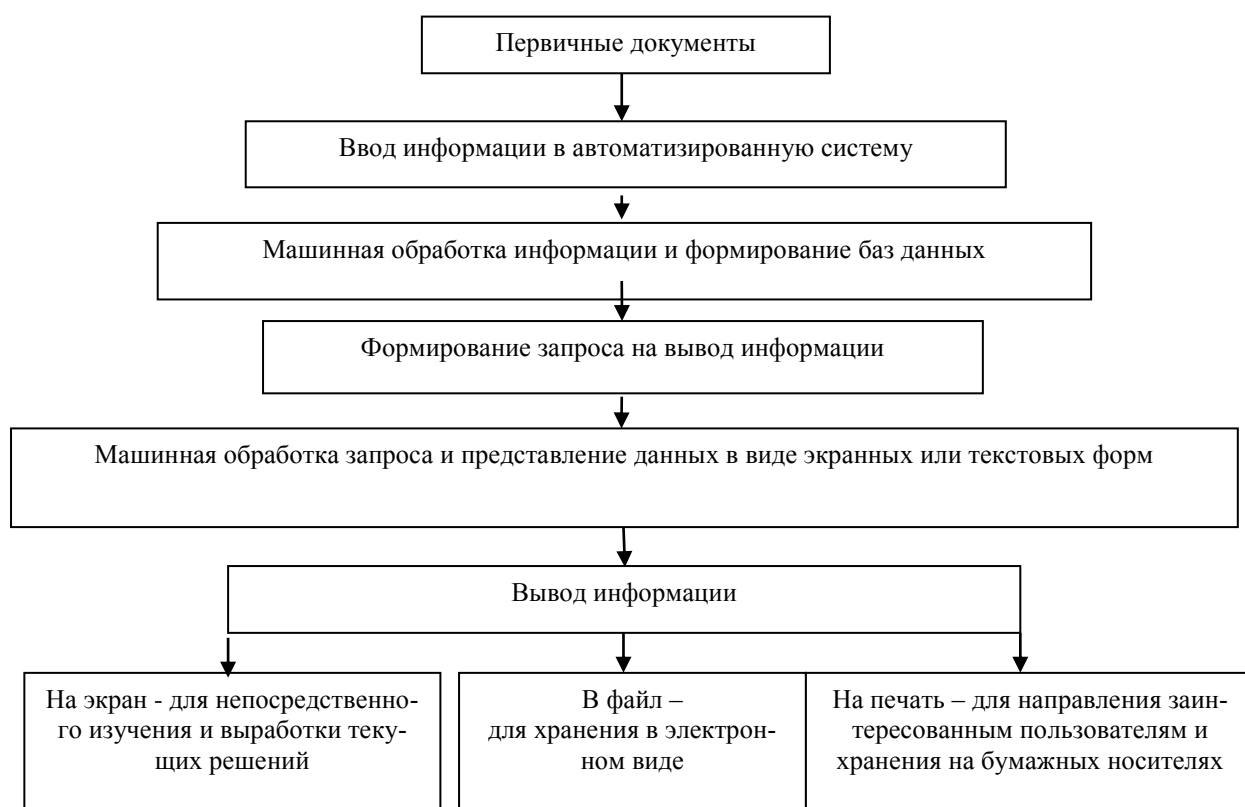 Первичные документы
Ввод информации в автоматизированную систему
Машинная обработка информации и формирование баз данных
Формирование запроса на вывод информации
Машинная обработка запроса и представление данных в виде экранных или текстовых форм
Вывод информации
На экран - для непосредственно-
го изучения и выработки теку-
щих решений
В файл –
для хранения в электрон-
ном виде
На печать – для направления заин-
тересованным пользователям и
хранения на бумажных носителях